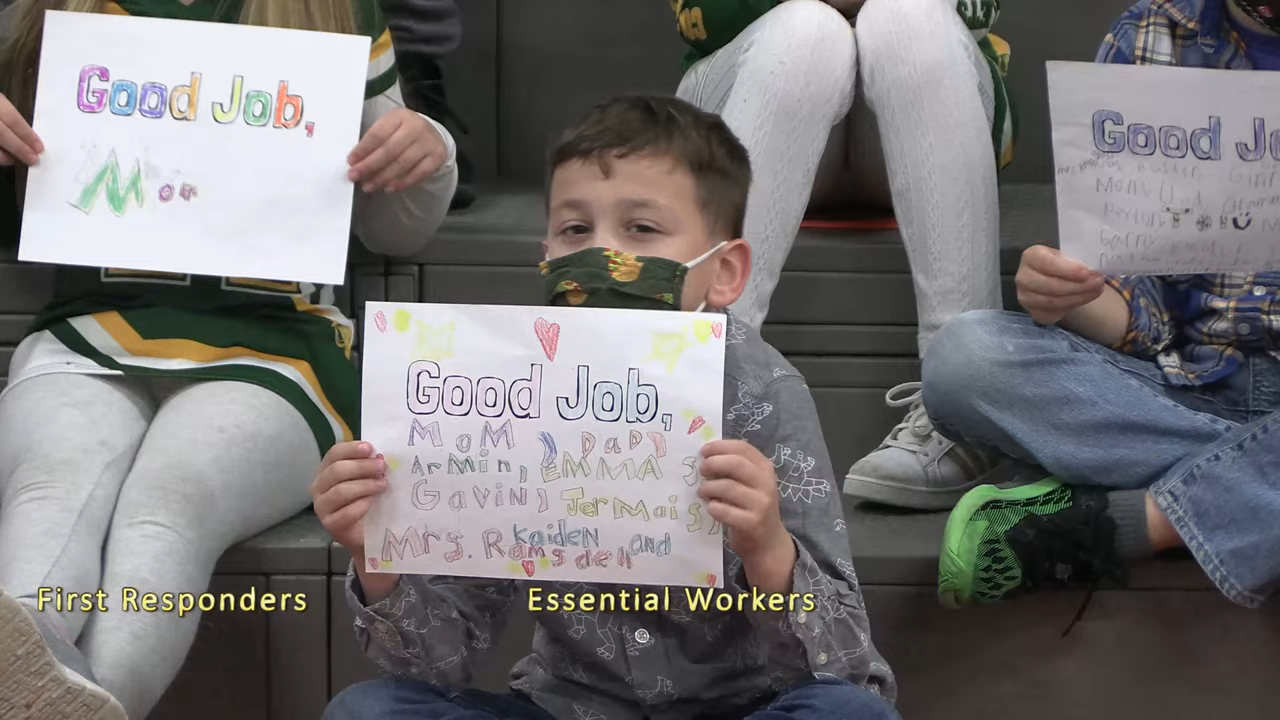 Good Job,
Mom
Good Job,
MoM, DaD,
ArMin, EMMA,
Gavin, JerMais,
Kaiden and
Mrs. Ramsdell
Good Jo
First Responders
Essential Workers